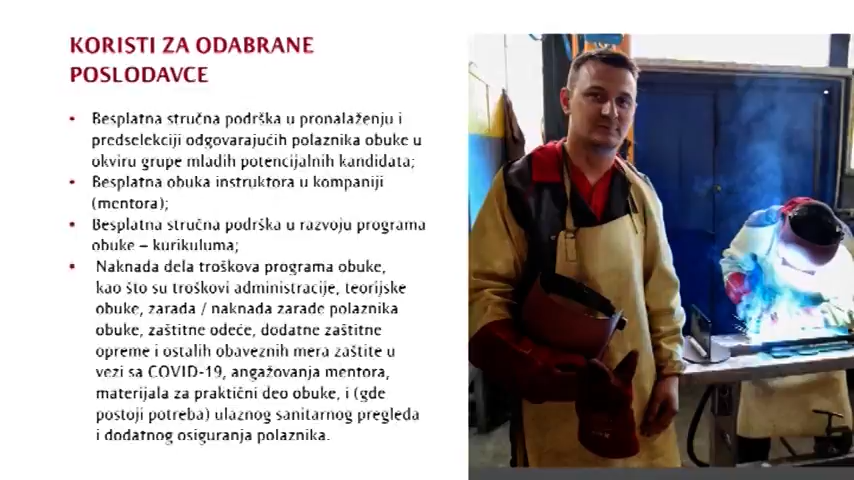 KORISTI ZA ODABRANE
POSLODAVCE
• Besplatna stručna podrška u pronalaženju i
predselekciji odgovarajućih polaznika obuke u
okviru grupe mladih potencijalnih kandidata;
• Besplatna obuka instruktora u kompaniji
(mentora);
• Besplatna stručna podrška u razvoju programa
obuke – kurikuluma;
• Naknada dela troškova programa obuke,
kao što su troškovi administracije, teorijske
obuke, zarada / naknada zarade polaznika
obuke, zaštitne odeće, dodatne zaštitne
opreme i ostalih obaveznih mera zaštite u
vezi sa COVID-19, angažovanja mentora,
materijala za praktični deo obuke, i (gde
postoji potreba) ulaznog sanitarnog pregleda
i dodatnog osiguranja polaznika.